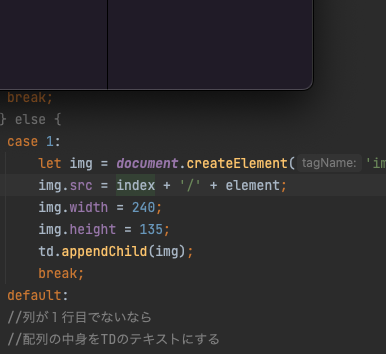 break;
} else {
case 1:
let img = document.createElement( tagName: 'im
img.src = index + '/' + element;
img.width = 240;
img.height = 135;
td.appendChild(img);
break;
default:
//列が１行目でないなら
//配列の中身をTDのテキストにする